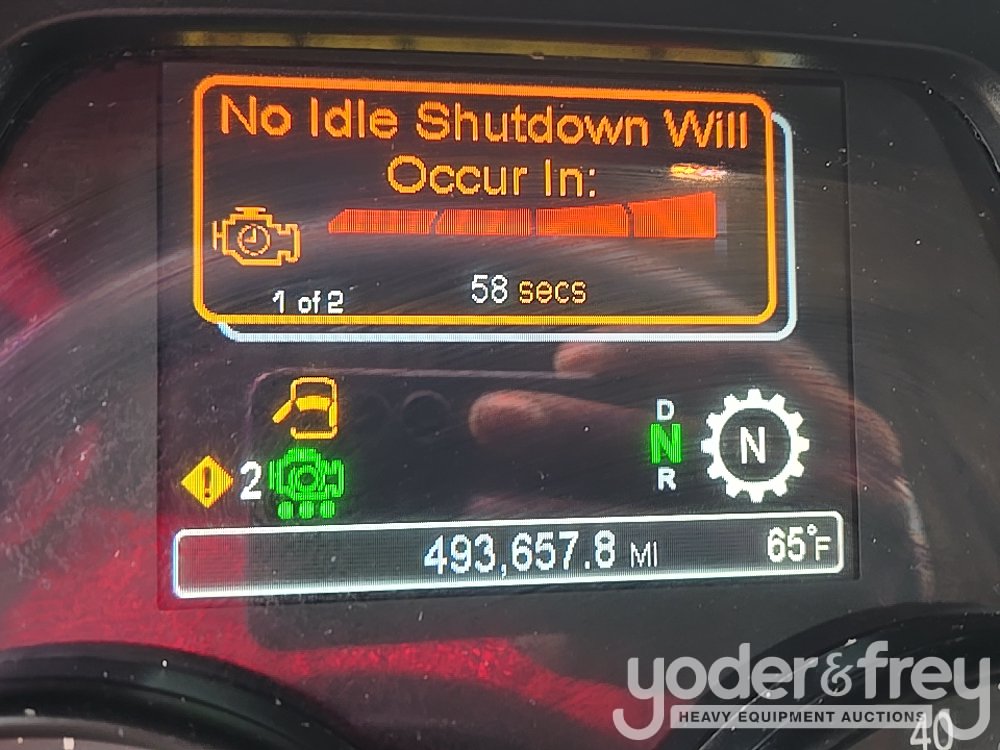 No Idle Shutdown Will
Occur In:
1 of 2
58 secs
D
N
R
N
! 2
493,657.8 MI
65°F
yoder&frey
HEAVY EQUIPMENT AUCTIONS
40